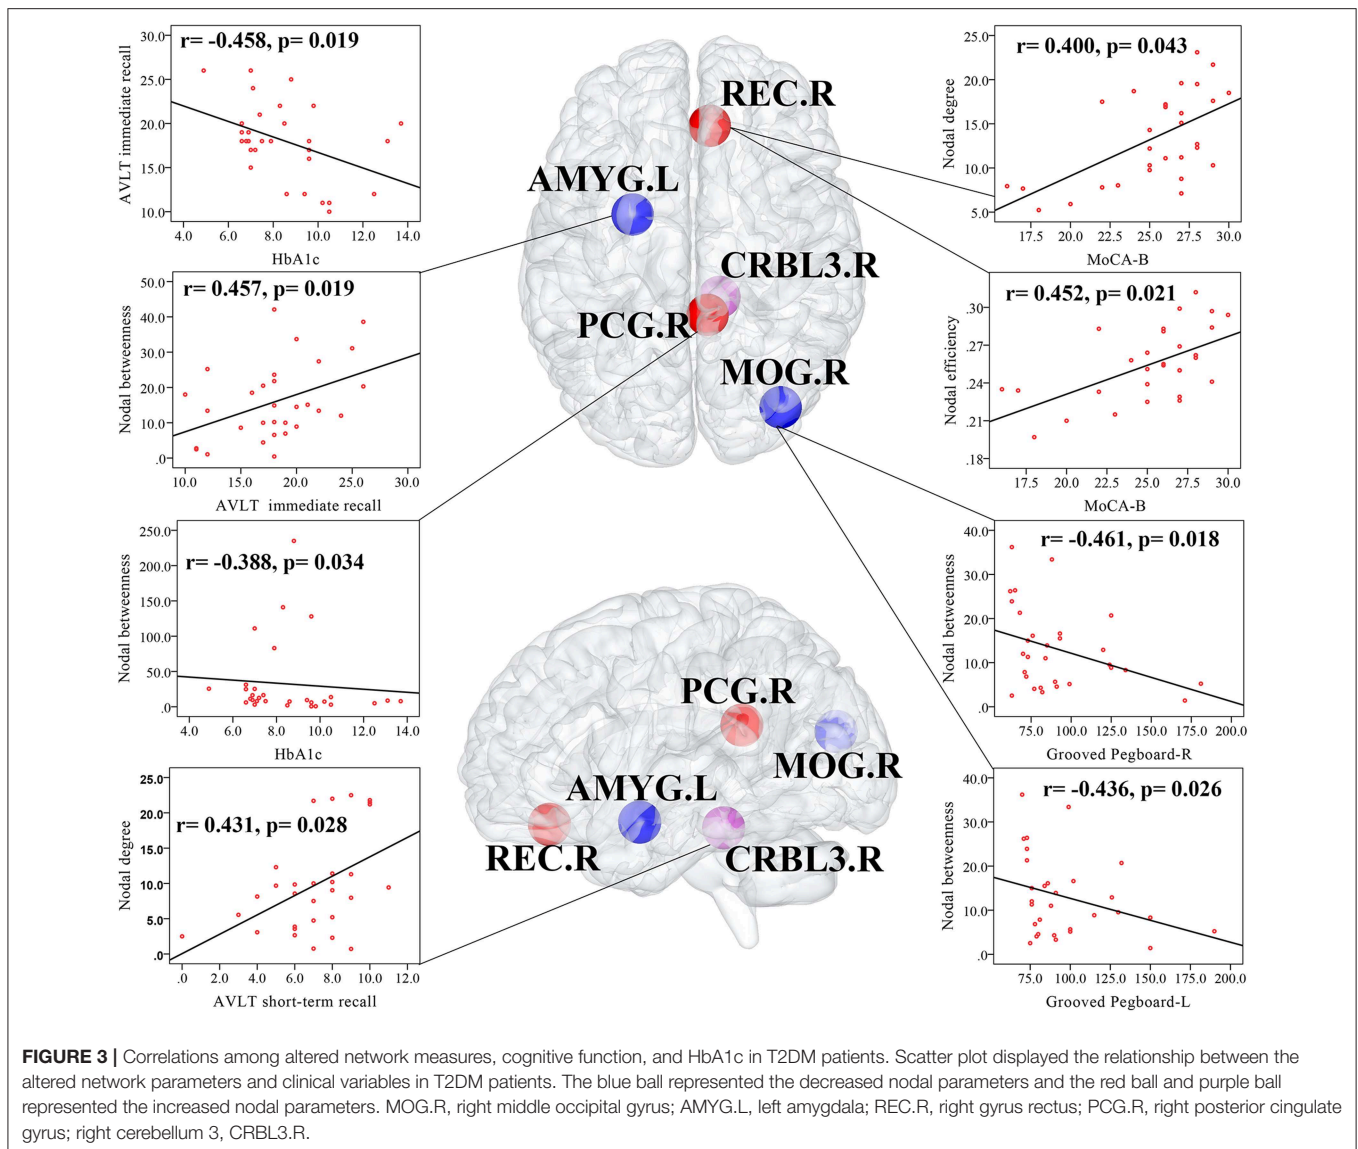 r= -0.458, p= 0.019
AVLT immediate recall
30.0
25.0
20.0
15.0
10.0
4.0 6.0 8.0 10.0 12.0 14.0
HbA1c
r= 0.457, p= 0.019
Nodal betweenness
50.0
40.0
30.0
20.0
10.0
.0
10.0 15.0 20.0 25.0 30.0
AVLT immediate recall
r= -0.388, p= 0.034
Nodal betweenness
250.0
200.0
150.0
100.0
50.0
.0
4.0 6.0 8.0 10.0 12.0 14.0
HbA1c
r= 0.431, p= 0.028
Nodal degree
25.0
20.0
15.0
10.0
5.0
.0
.0 2.0 4.0 6.0 8.0 10.0 12.0
AVLT short-term recall
REC.R
AMYG.L
CRBL3.R
PCG.R
MOG.R
PCG.R
MOG.R
AMYG.L
REC.R
CRBL3.R
r= 0.400, p= 0.043
Nodal degree
25.0
20.0
15.0
10.0
5.0
17.5 20.0 22.5 25.0 27.5 30.0
MoCA-B
r= 0.452, p= 0.021
Nodal efficiency
.30
.27
.24
.21
.18
17.5 20.0 22.5 25.0 27.5 30.0
MoCA-B
r= -0.461, p= 0.018
Nodal betweenness
40.0
30.0
20.0
10.0
.0
75.0 100.0 125.0 150.0 175.0 200.0
Grooved Pegboard-R
r= -0.436, p= 0.026
Nodal betweenness
40.0
30.0
20.0
10.0
.0
75.0 100.0 125.0 150.0 175.0 200.0
Grooved Pegboard-L
FIGURE 3 | Correlations among altered network measures, cognitive function, and HbA1c in T2DM patients. Scatter plot displayed the relationship between the
altered network parameters and clinical variables in T2DM patients. The blue ball represented the decreased nodal parameters and the red ball and purple ball
represented the increased nodal parameters. MOG.R, right middle occipital gyrus; AMYG.L, left amygdala; REC.R, right gyrus rectus; PCG.R, right posterior cingulate
gyrus; right cerebellum 3, CRBL3.R.